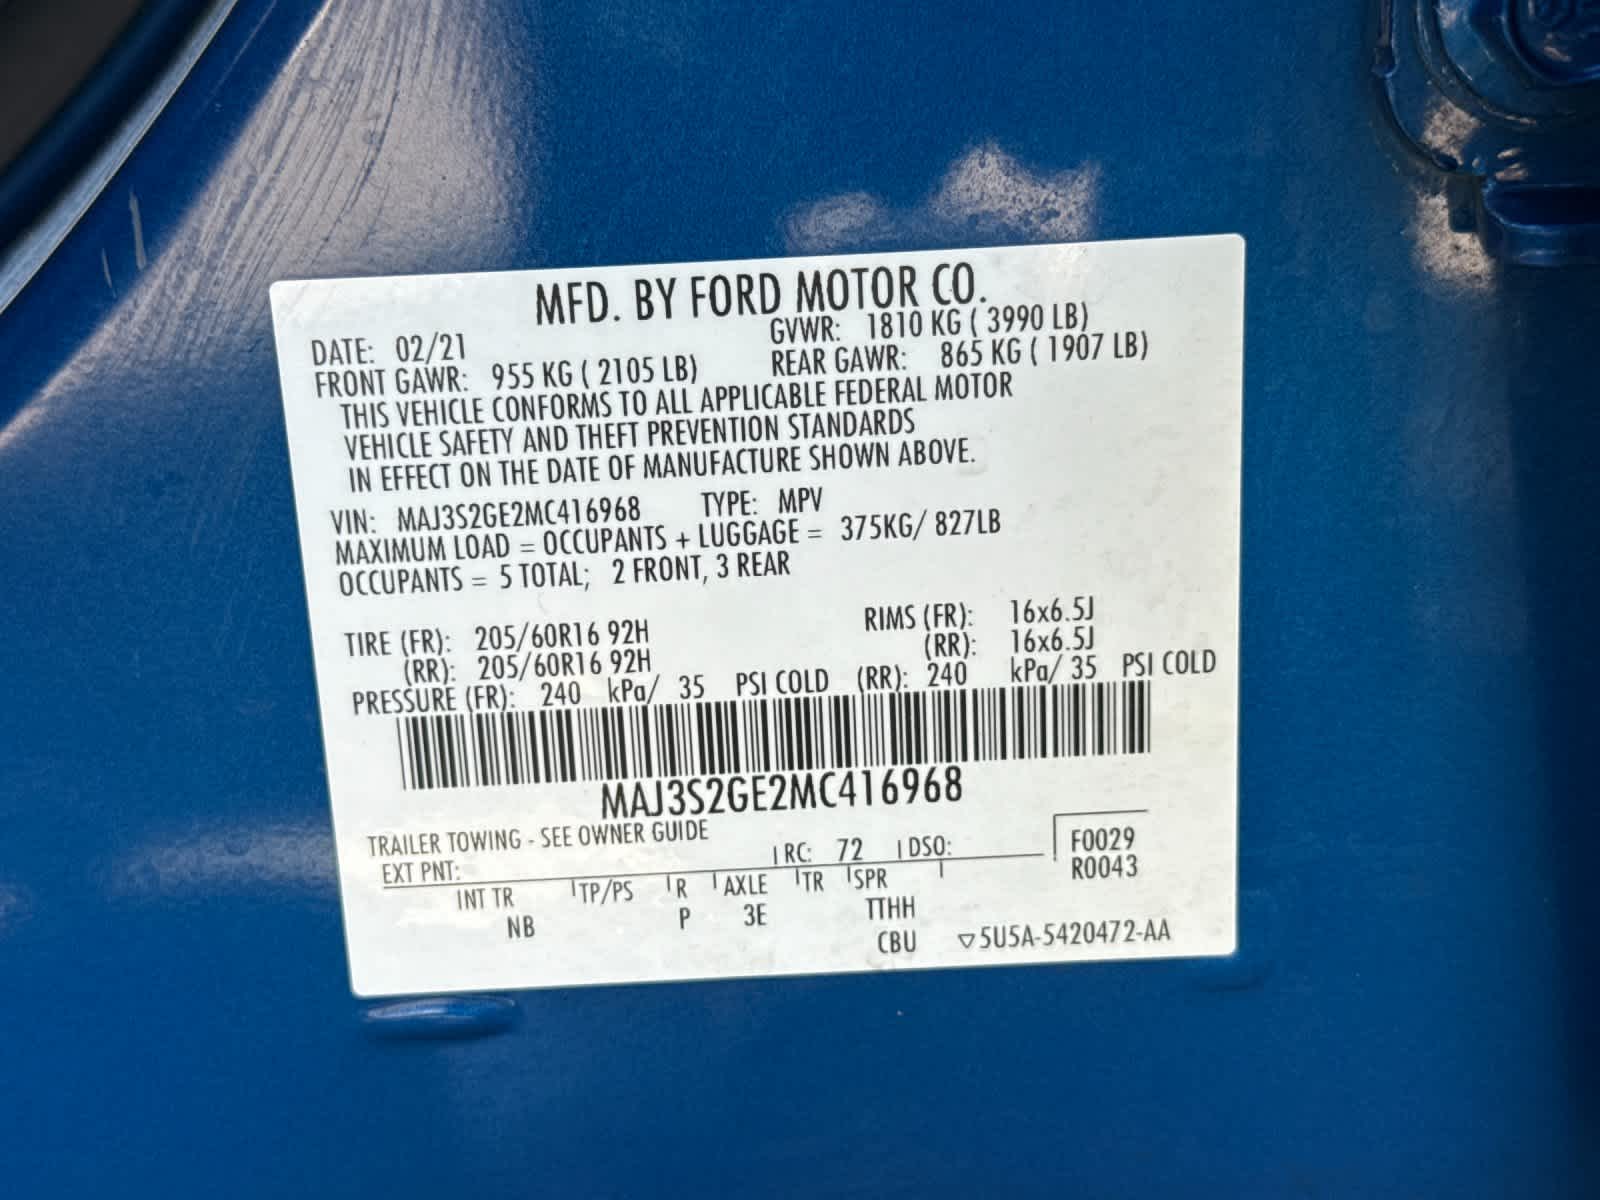 MFD. BY FORD MOTOR CO.
DATE: 02/21 GVWR: 1810 KG ( 3990 LB)
FRONT GAWR: 955 KG ( 2105 LB) REAR GAWR: 865 KG ( 1907 LB)
THIS VEHICLE CONFORMS TO ALL APPLICABLE FEDERAL MOTOR
VEHICLE SAFETY AND THEFT PREVENTION STANDARDS
IN EFFECT ON THE DATE OF MANUFACTURE SHOWN ABOVE.
VIN: MAJ3S2GE2MC416968 TYPE: MPV
MAXIMUM LOAD = OCCUPANTS + LUGGAGE = 375KG/ 827LB
OCCUPANTS = 5 TOTAL; 2 FRONT, 3 REAR
TIRE (FR): 205/60R16 92H RIMS (FR): 16x6.5J
(RR): 205/60R16 92H (RR): 16x6.5J
PRESSURE (FR): 240 kPa/ 35 PSI COLD (RR): 240 kPa/ 35 PSI COLD
MAJ3S2GE2MC416968
TRAILER TOWING - SEE OWNER GUIDE
EXT PNT: RC: 72 DSO: F0029
R0043
INT TR TP/PS R AXLE TR SPR
NB P 3E TTHH
CBU ▽5U5A-5420472-AA